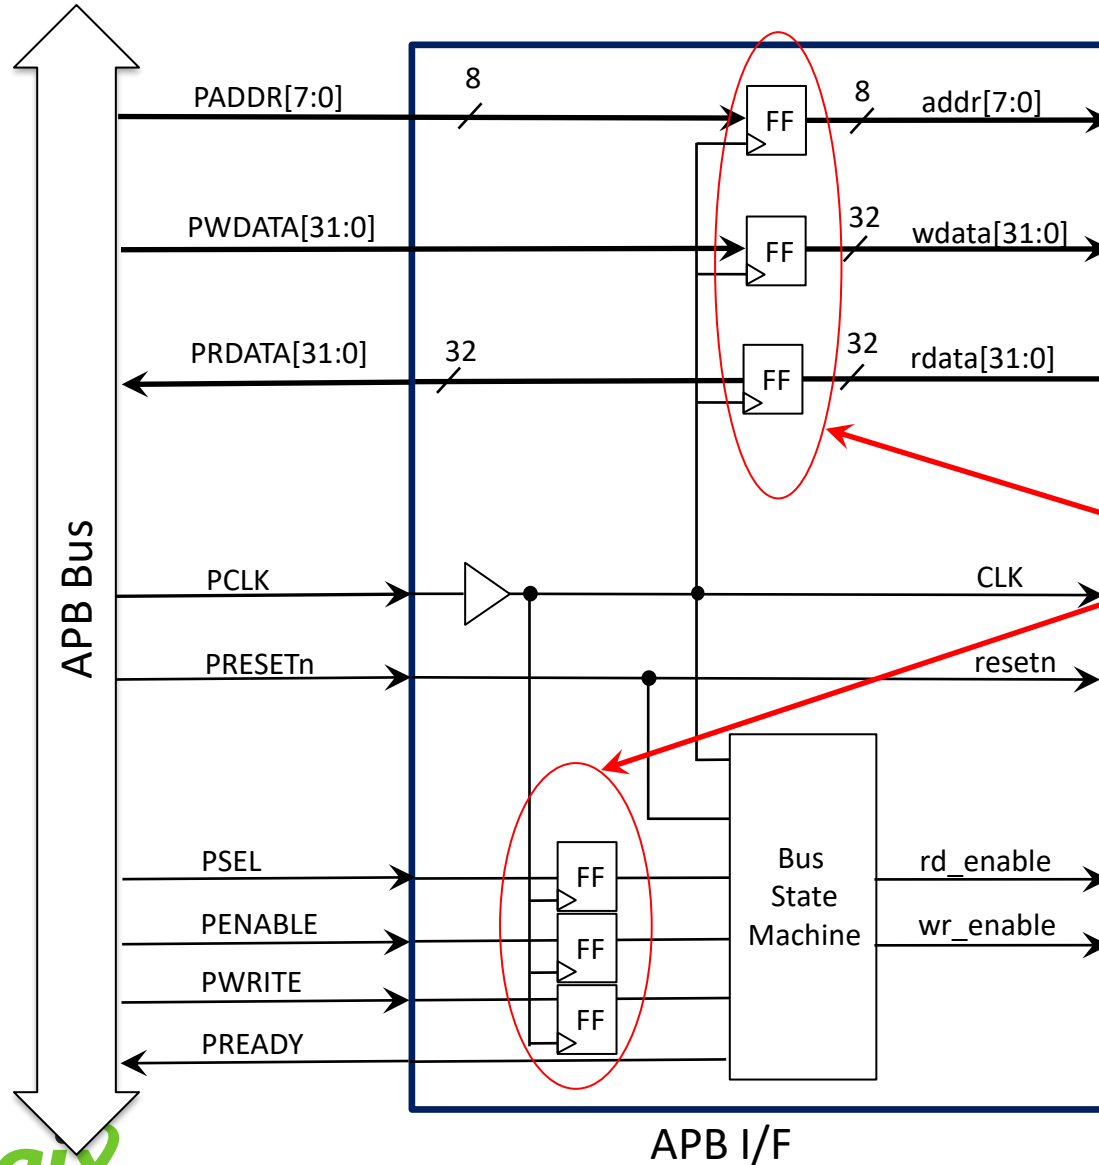 PADDR[7:0]
8
FF
8
addr[7:0]
PWDATA[31:0]
FF
32
wdata[31:0]
PRDATA[31:0]
32
FF
32
rdata[31:0]
APB Bus
PCLK
CLK
PRESETn
resetn
PSEL
FF
Bus
State
Machine
rd_enable
PENABLE
FF
wr_enable
PWRITE
FF
PREADY
APB I/F